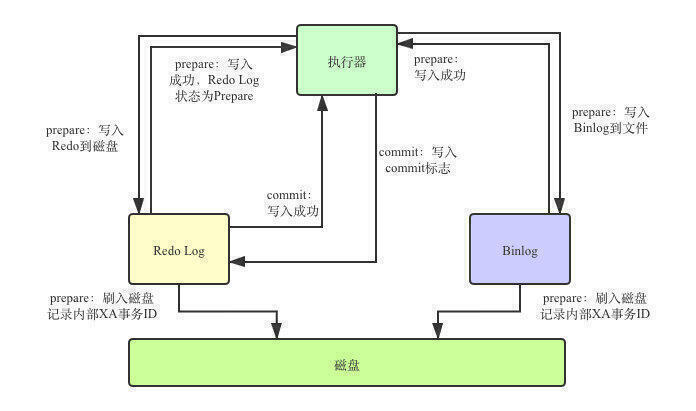 prepare：写入
成功，Redo Log
状态为Prepare
执行器
prepare：
写入成功
prepare：写入
Redo到磁盘
prepare：写入
Binlog到文件
commit：写入
commit标志
commit：
写入成功
Redo Log
Binlog
prepare：刷入磁盘
记录内部XA事务ID
prepare：刷入磁盘
记录内部XA事务ID
磁盘